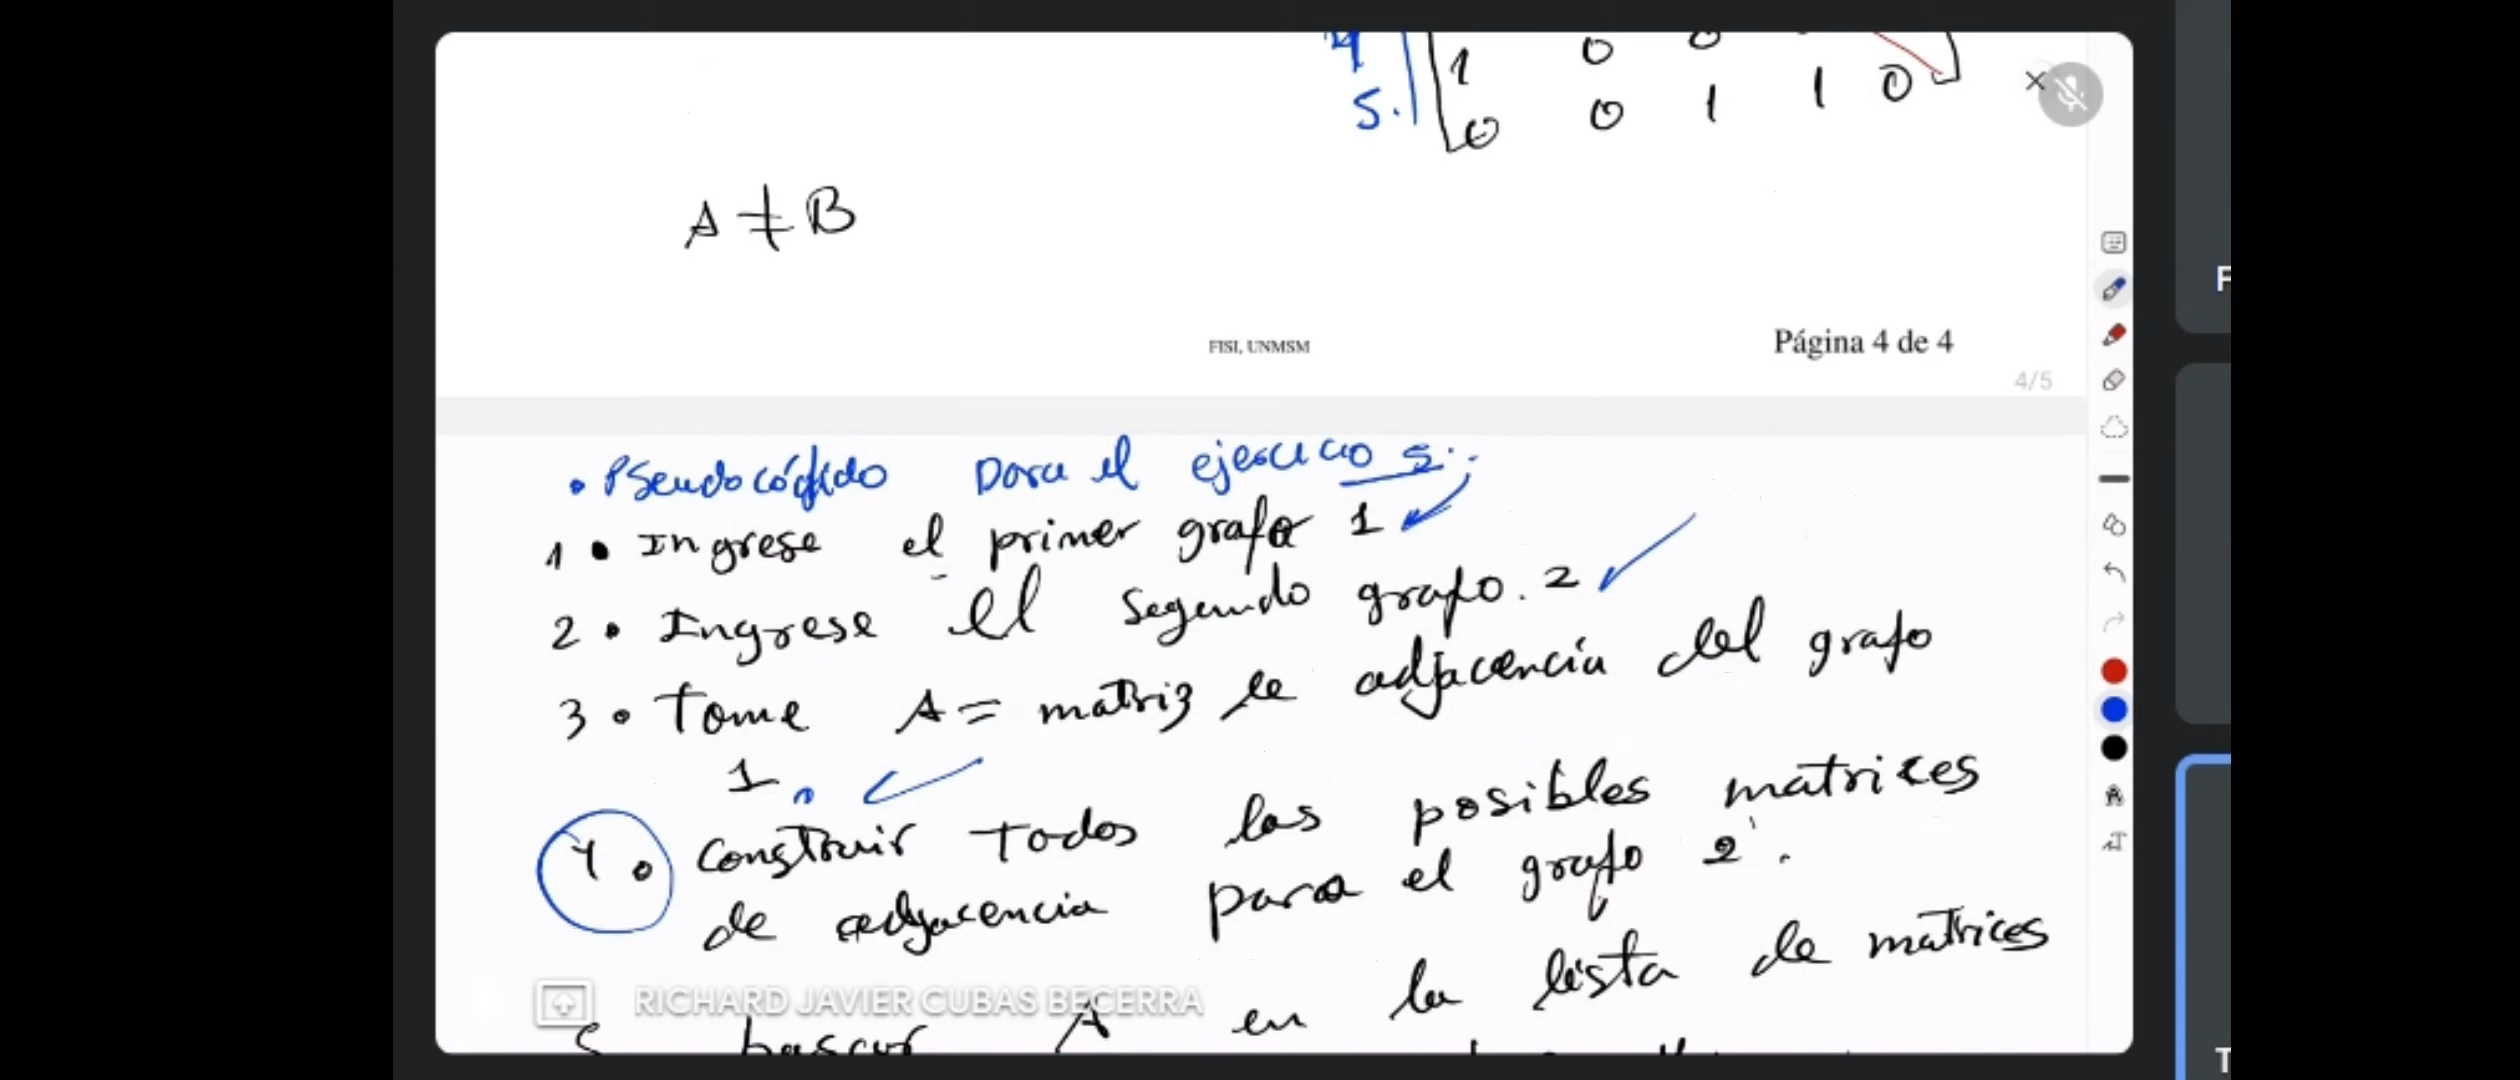 1 0 0
5. 0 0 1 1 0
A ≠ B
FISI, UNMSM
Página 4 de 4
4/5
• Pseudocódido Para el ejercicio 5.
1 • Ingrese el primer grafo 1
2 • Ingrese el segundo grafo. 2
3 • Tome A = matriz de adjacencia del grafo
1.
4 • construir todos las posibles matrices
de adyacencia para el grafo 2.
RICHARD JAVIER CUBAS BECERRA
5 buscar A en la lista de matrices
F
T